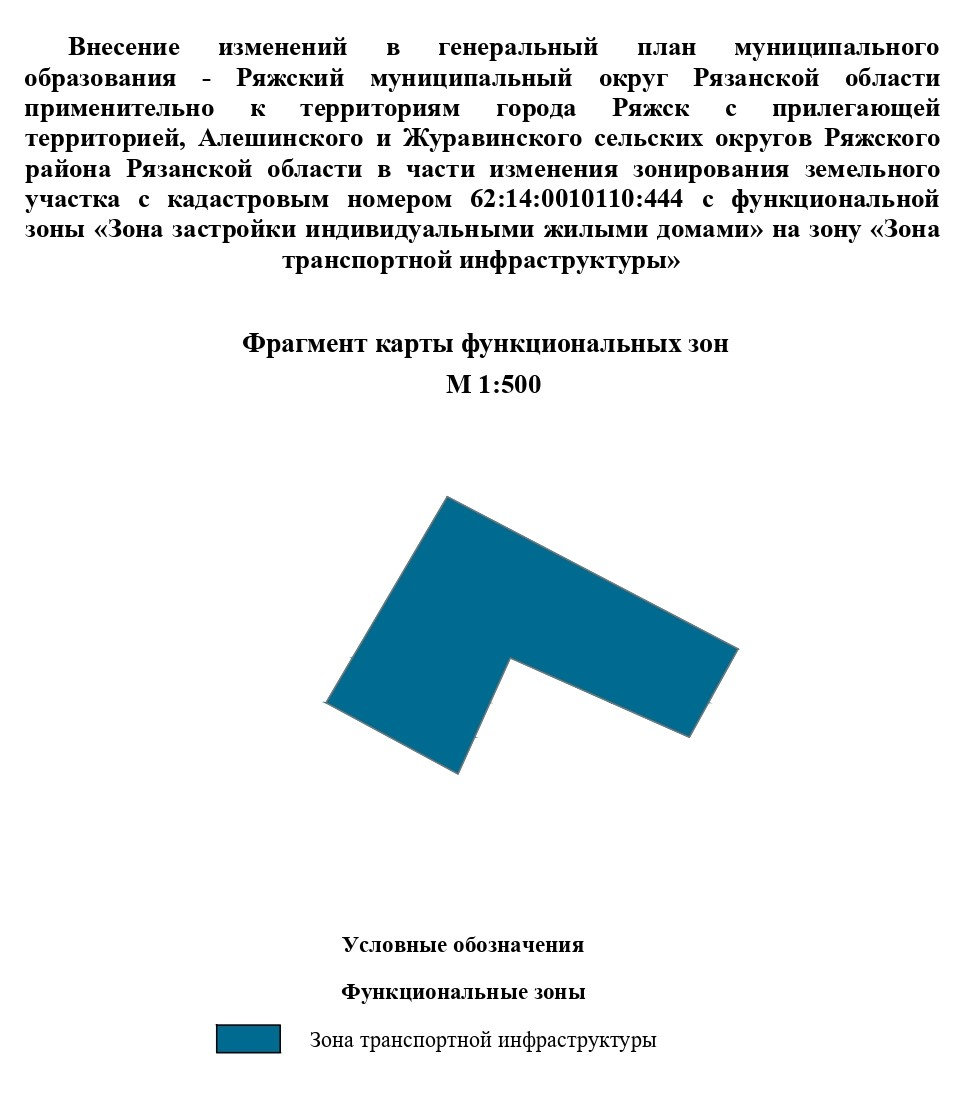 Внесение изменений в генеральный план муниципального
образования - Ряжский муниципальный округ Рязанской области
применительно к территориям города Ряжск с прилегающей
территорией, Алешинского и Журавинского сельских округов Ряжского
района Рязанской области в части изменения зонирования земельного
участка с кадастровым номером 62:14:0010110:444 с функциональной
зоны «Зона застройки индивидуальными жилыми домами» на зону «Зона
транспортной инфраструктуры»
Фрагмент карты функциональных зон
М 1:500
Условные обозначения
Функциональные зоны
Зона транспортной инфраструктуры